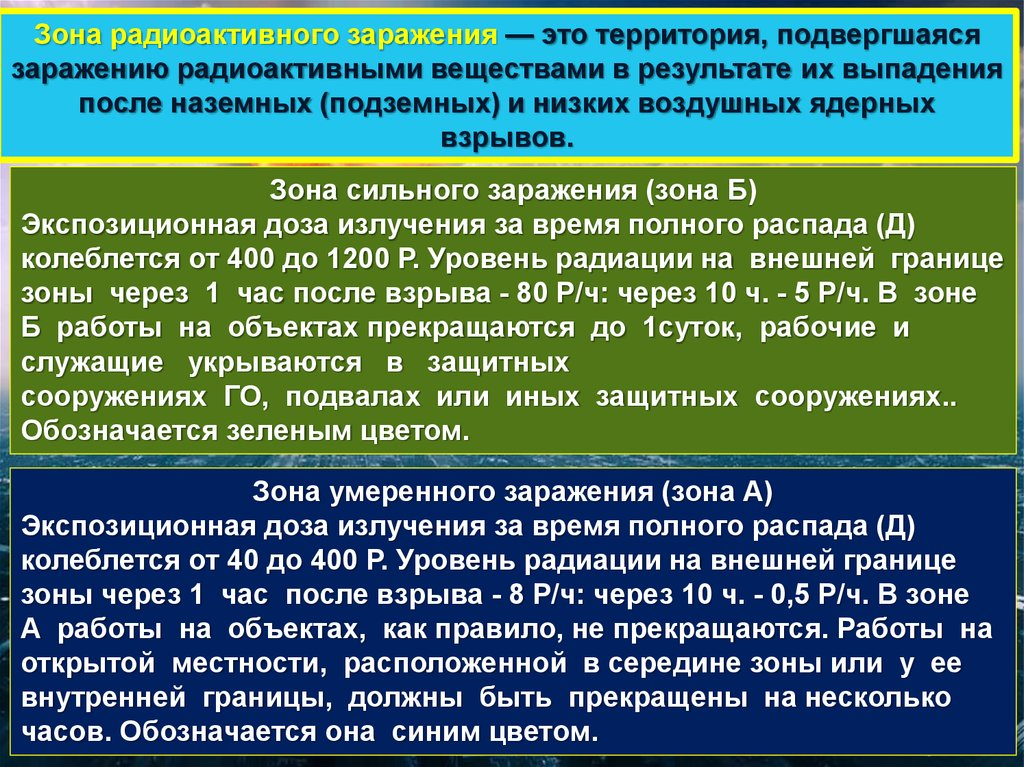 Зона радиоактивного заражения — это территория, подвергшаяся
заражению радиоактивными веществами в результате их выпадения
после наземных (подземных) и низких воздушных ядерных
взрывов.
Зона сильного заражения (зона Б)
Экспозиционная доза излучения за время полного распада (Д)
колеблется от 400 до 1200 Р. Уровень радиации на внешней границе
зоны через 1 час после взрыва - 80 Р/ч: через 10 ч. - 5 Р/ч. В зоне
Б работы на объектах прекращаются до 1суток, рабочие и
служащие укрываются в защитных
сооружениях ГО, подвалах или иных защитных сооружениях..
Обозначается зеленым цветом.
Зона умеренного заражения (зона А)
Экспозиционная доза излучения за время полного распада (Д)
колеблется от 40 до 400 Р. Уровень радиации на внешней границе
зоны через 1 час после взрыва - 8 Р/ч: через 10 ч. - 0,5 Р/ч. В зоне
А работы на объектах, как правило, не прекращаются. Работы на
открытой местности, расположенной в середине зоны или у ее
внутренней границы, должны быть прекращены на несколько
часов. Обозначается она синим цветом.